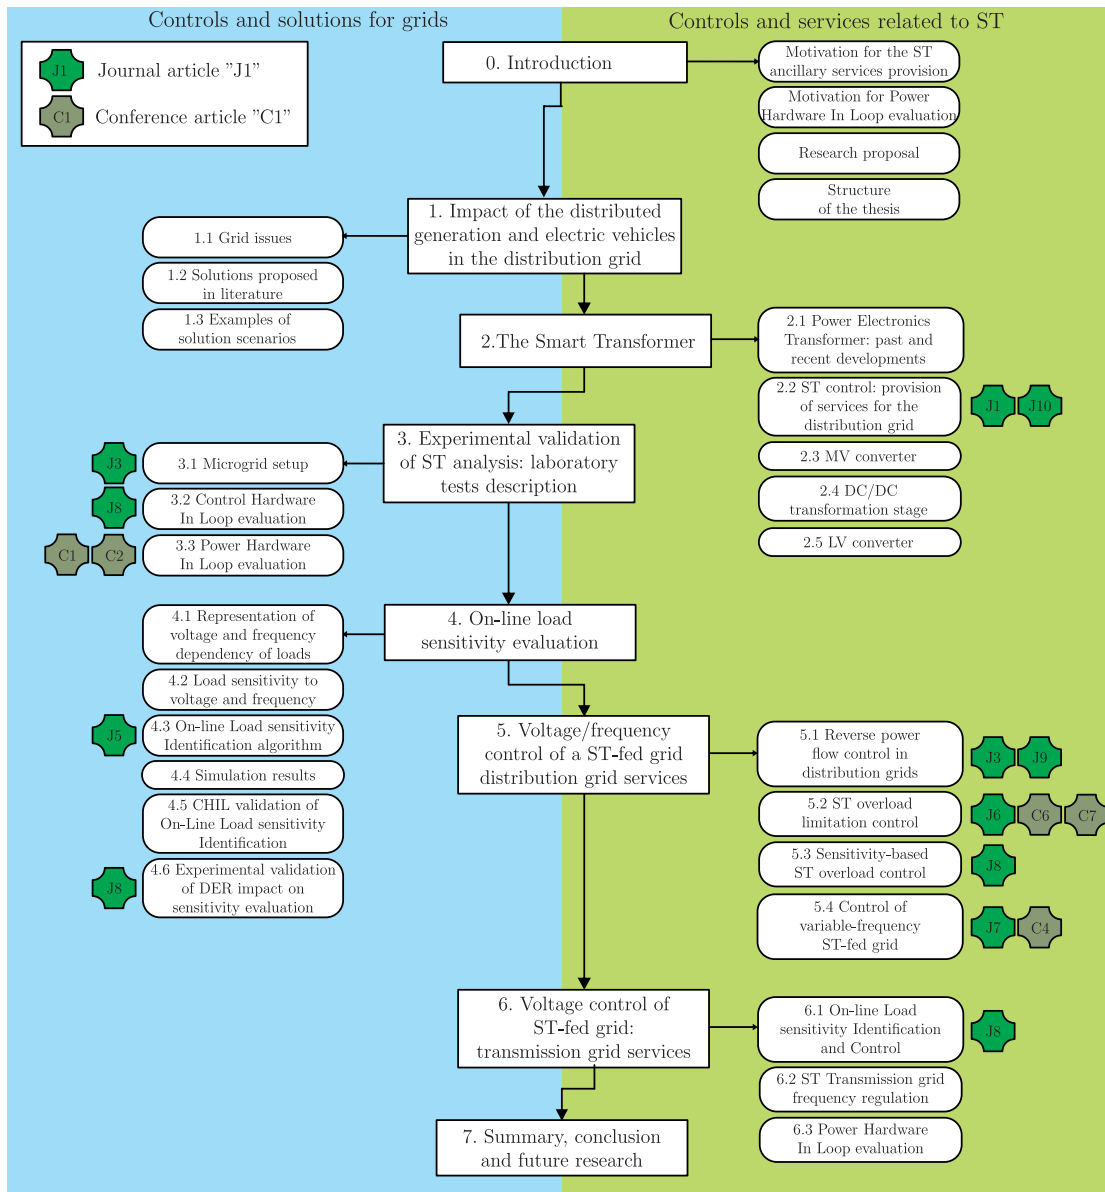 Controls and solutions for grids
Controls and services related to ST
J1
Journal article "J1"
C1
Conference article "C1"
0. Introduction
Motivation for the ST
ancillary services provision
Motivation for Power
Hardware In Loop evaluation
Research proposal
Structure
of the thesis
1. Impact of the distributed
generation and electric vehicles
in the distribution grid
1.1 Grid issues
1.2 Solutions proposed
in literature
1.3 Examples of
solution scenarios
2.The Smart Transformer
2.1 Power Electronics
Transformer: past and
recent developments
2.2 ST control: provision
of services for the
distribution grid
J1
J10
2.3 MV converter
2.4 DC/DC
transformation stage
2.5 LV converter
3. Experimental validation
of ST analysis: laboratory
tests description
J3
3.1 Microgrid setup
J8
3.2 Control Hardware
In Loop evaluation
C1
C2
3.3 Power Hardware
In Loop evaluation
4. On-line load
sensitivity evaluation
4.1 Representation of
voltage and frequency
dependency of loads
4.2 Load sensitivity to
voltage and frequency
J5
4.3 On-line Load sensitivity
Identification algorithm
4.4 Simulation results
4.5 CHIL validation of
On-Line Load sensitivity
Identification
J8
4.6 Experimental validation
of DER impact on
sensitivity evaluation
5. Voltage/frequency
control of a ST-fed grid
distribution grid services
5.1 Reverse power
flow control in
distribution grids
J3
J9
5.2 ST overload
limitation control
J6
C6
C7
5.3 Sensitivity-based
ST overload control
J8
5.4 Control of
variable-frequency
ST-fed grid
J7
C4
6. Voltage control of
ST-fed grid:
transmission grid services
6.1 On-line Load
sensitivity Identification
and Control
J8
6.2 ST Transmission grid
frequency regulation
6.3 Power Hardware
In Loop evaluation
7. Summary, conclusion
and future research